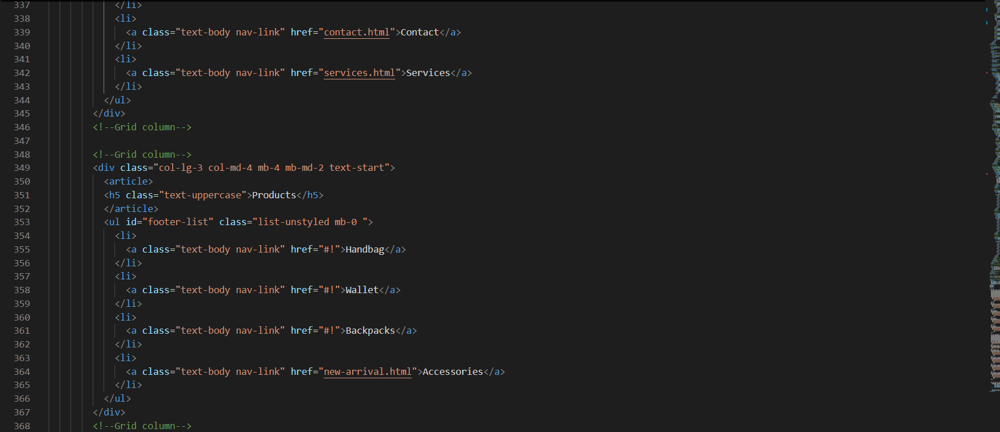 337 </li>
338 <li>
339 <a class="text-body nav-link" href="contact.html">Contact</a>
340 </li>
341 <li>
342 <a class="text-body nav-link" href="services.html">Services</a>
343 </li>
344 </ul>
345 </div>
346 <!--Grid column-->
347
348 <!--Grid column-->
349 <div class="col-lg-3 col-md-4 mb-4 mb-md-2 text-start">
350 <article>
351 <h5 class="text-uppercase">Products</h5>
352 </article>
353 <ul id="footer-list" class="list-unstyled mb-0 ">
354 <li>
355 <a class="text-body nav-link" href="#!">Handbag</a>
356 </li>
357 <li>
358 <a class="text-body nav-link" href="#!">Wallet</a>
359 </li>
360 <li>
361 <a class="text-body nav-link" href="#!">Backpacks</a>
362 </li>
363 <li>
364 <a class="text-body nav-link" href="new-arrival.html">Accessories</a>
365 </li>
366 </ul>
367 </div>
368 <!--Grid column-->